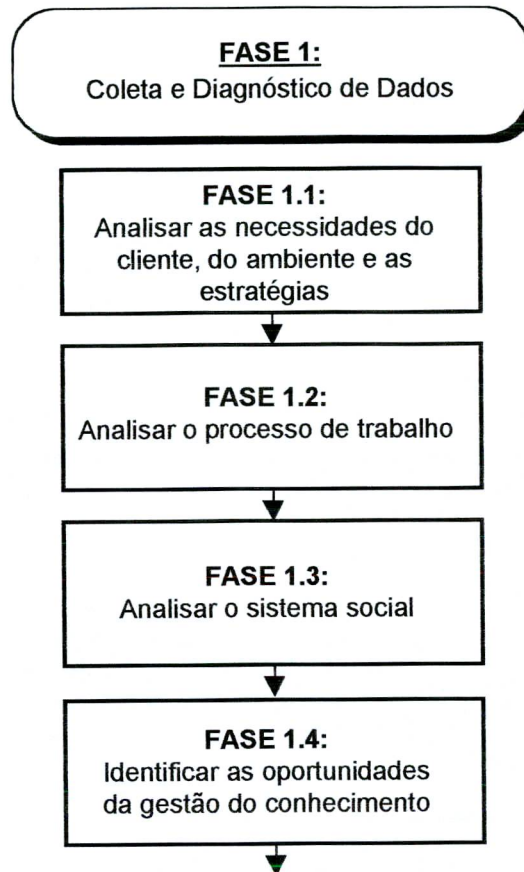 FASE 1:
Coleta e Diagnóstico de Dados
FASE 1.1:
Analisar as necessidades do
cliente, do ambiente e as
estratégias
FASE 1.2:
Analisar o processo de trabalho
FASE 1.3:
Analisar o sistema social
FASE 1.4:
Identificar as oportunidades
da gestão do conhecimento